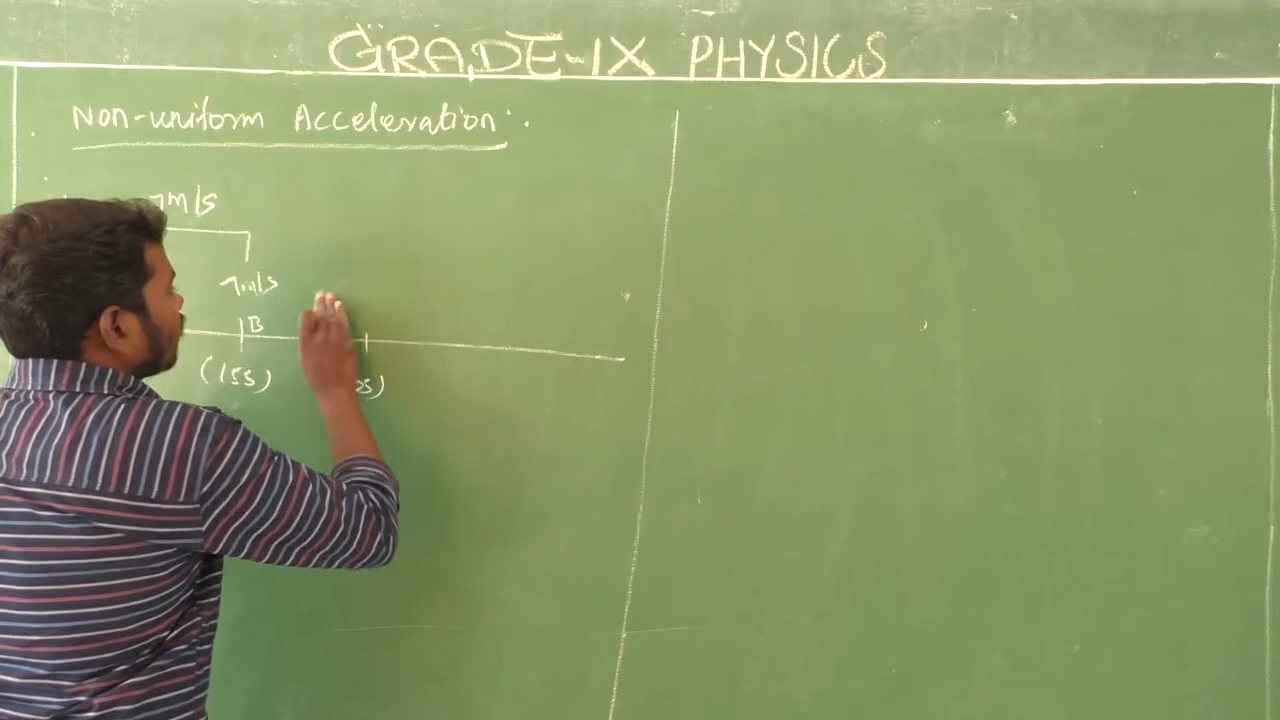 GRADE-IX PHYSICS
Non-uniform Acceleration.
7m/s
7m/s
B
(15s)